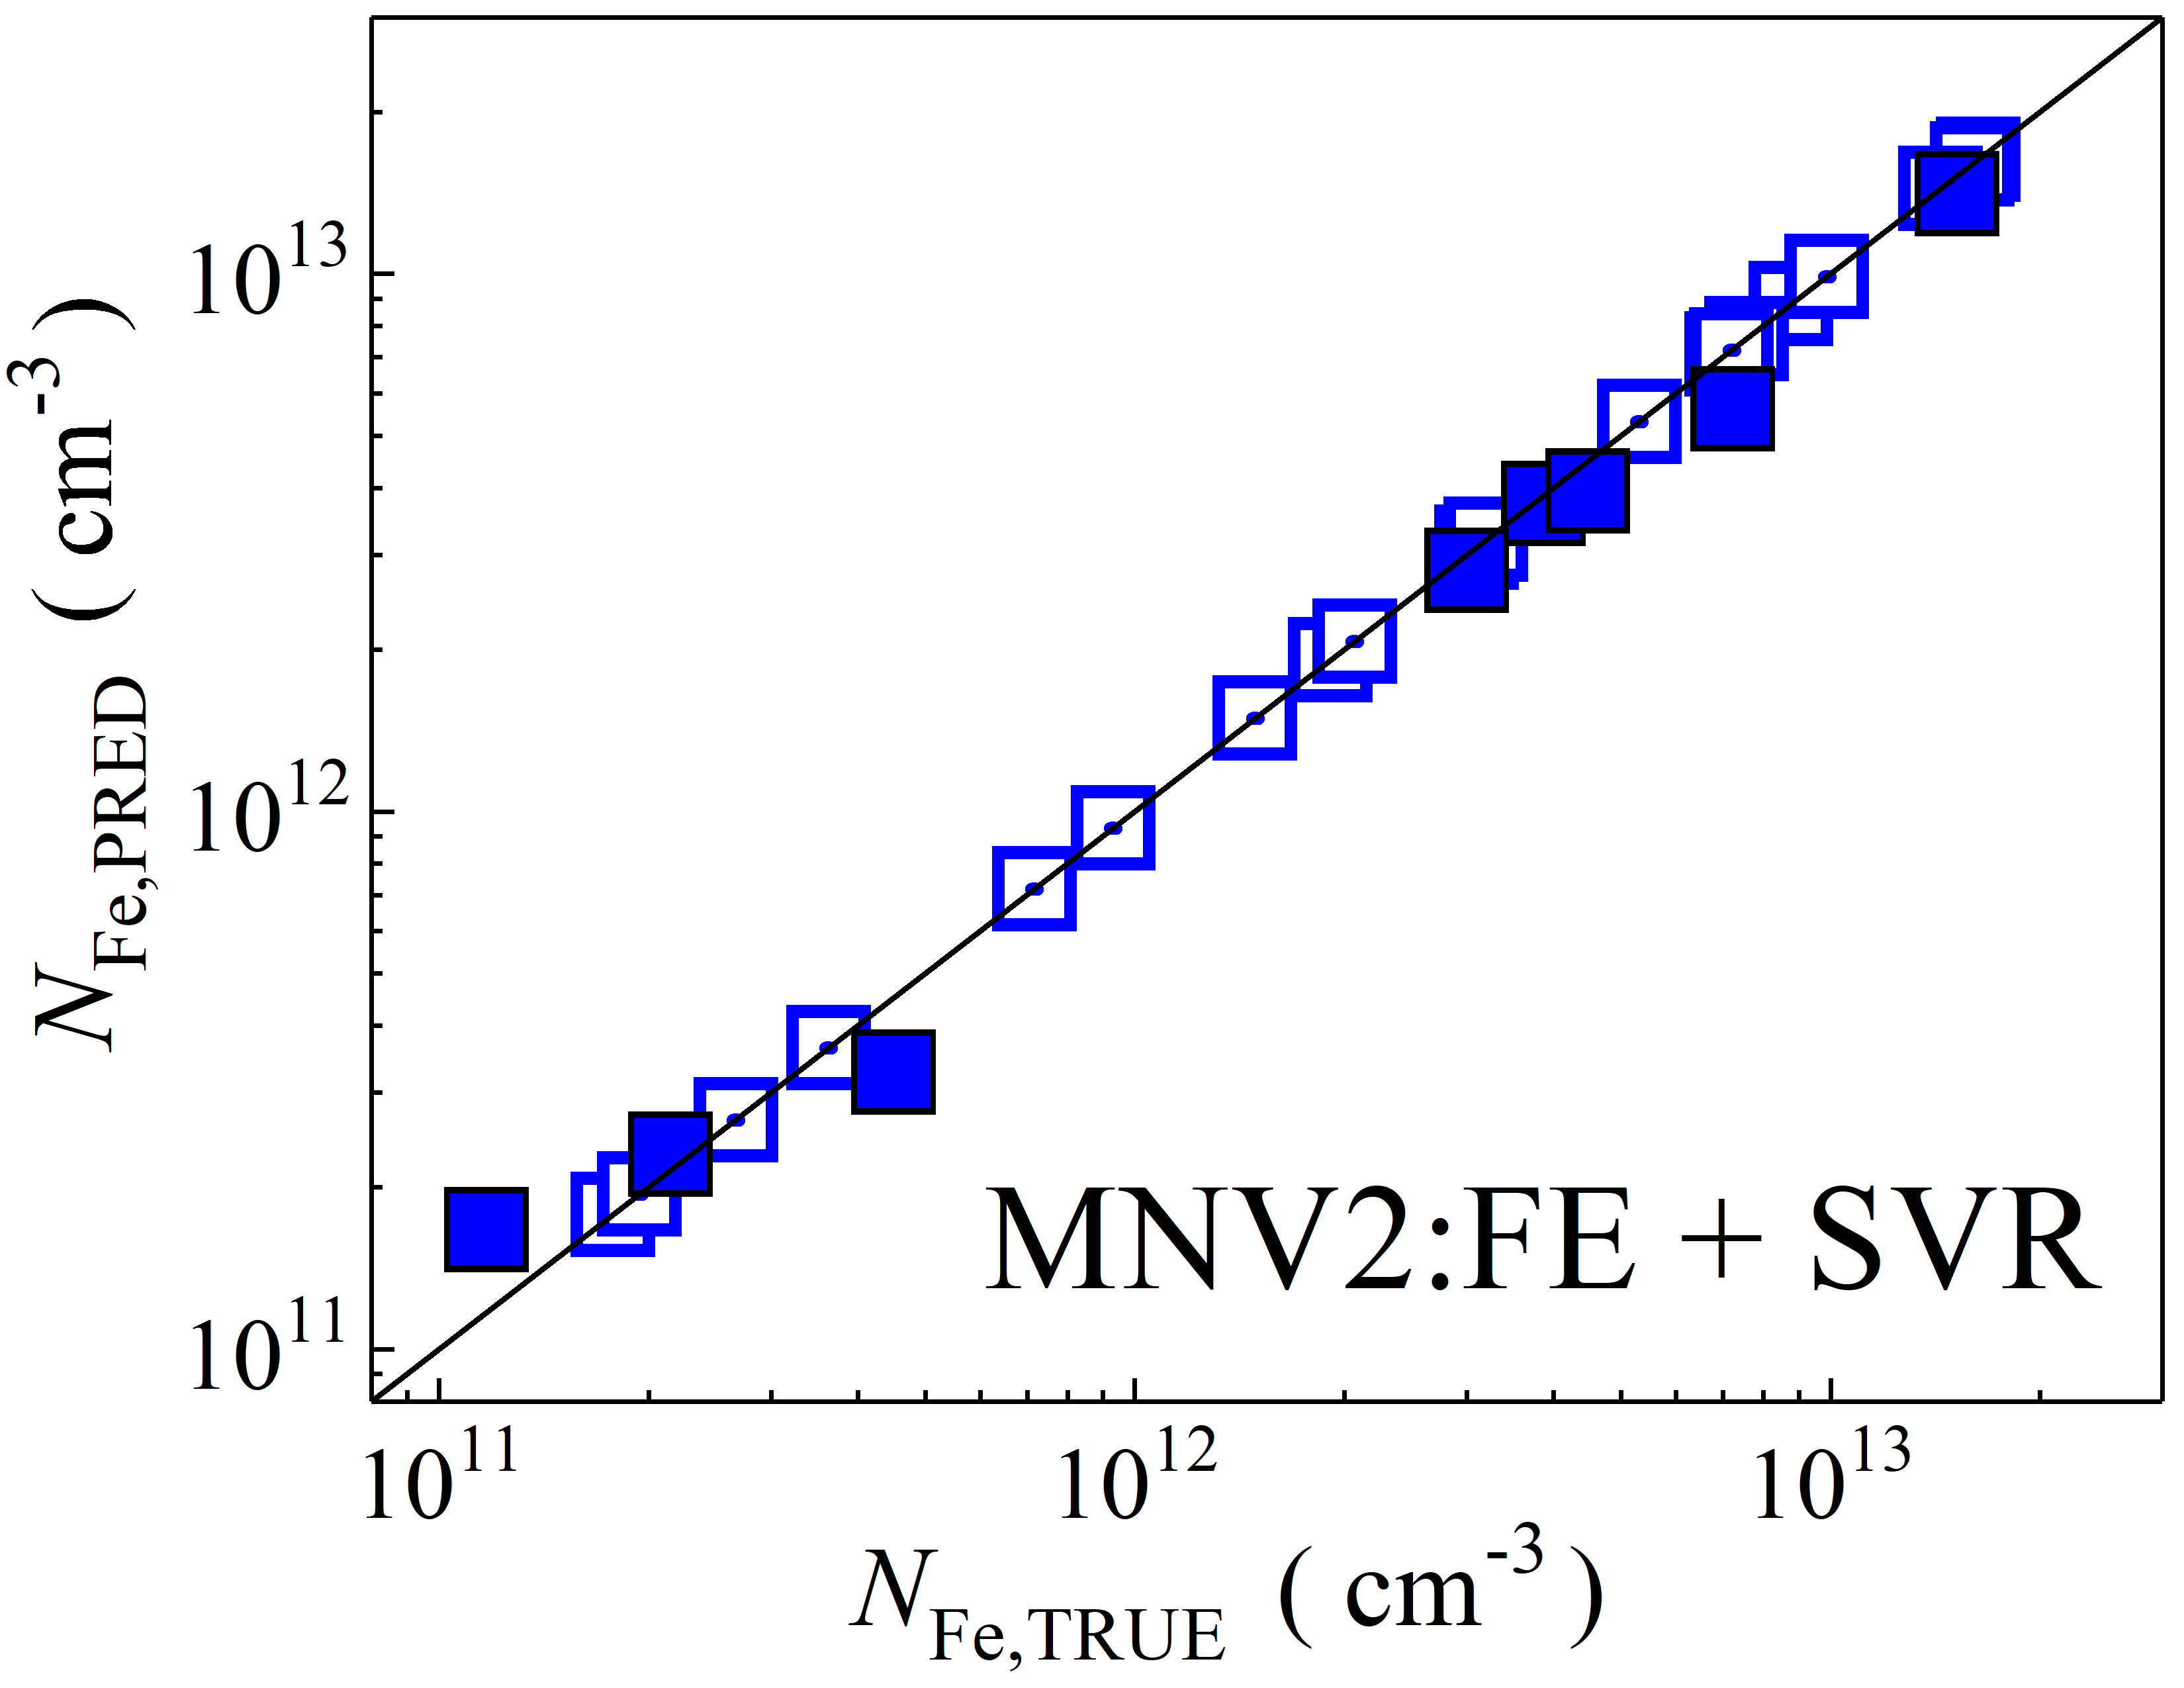 N_Fe,PRED ( cm^-3 )
10^13
10^12
10^11
MNV2:FE + SVR
10^11 10^12 10^13
N_Fe,TRUE ( cm^-3 )